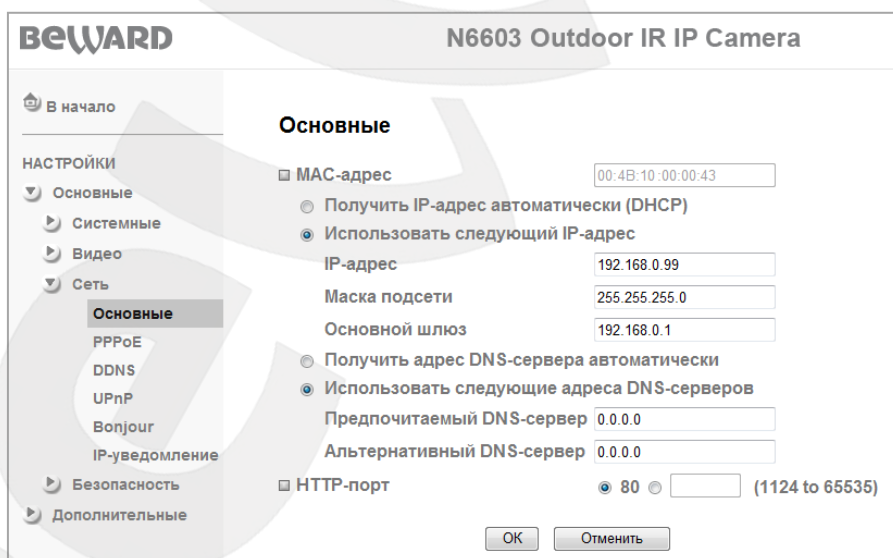 BEWARD
N6603 Outdoor IR IP Camera
В начало
НАСТРОЙКИ
Основные
Системные
Видео
Сеть
Основные
PPPoE
DDNS
UPnP
Bonjour
IP-уведомление
Безопасность
Дополнительные
Основные
MAC-адрес 00:4B:10:00:00:43
Получить IP-адрес автоматически (DHCP)
Использовать следующий IP-адрес
IP-адрес 192.168.0.99
Маска подсети 255.255.255.0
Основной шлюз 192.168.0.1
Получить адрес DNS-сервера автоматически
Использовать следующие адреса DNS-серверов
Предпочитаемый DNS-сервер 0.0.0.0
Альтернативный DNS-сервер 0.0.0.0
HTTP-порт 80 (1124 to 65535)
OK Отменить